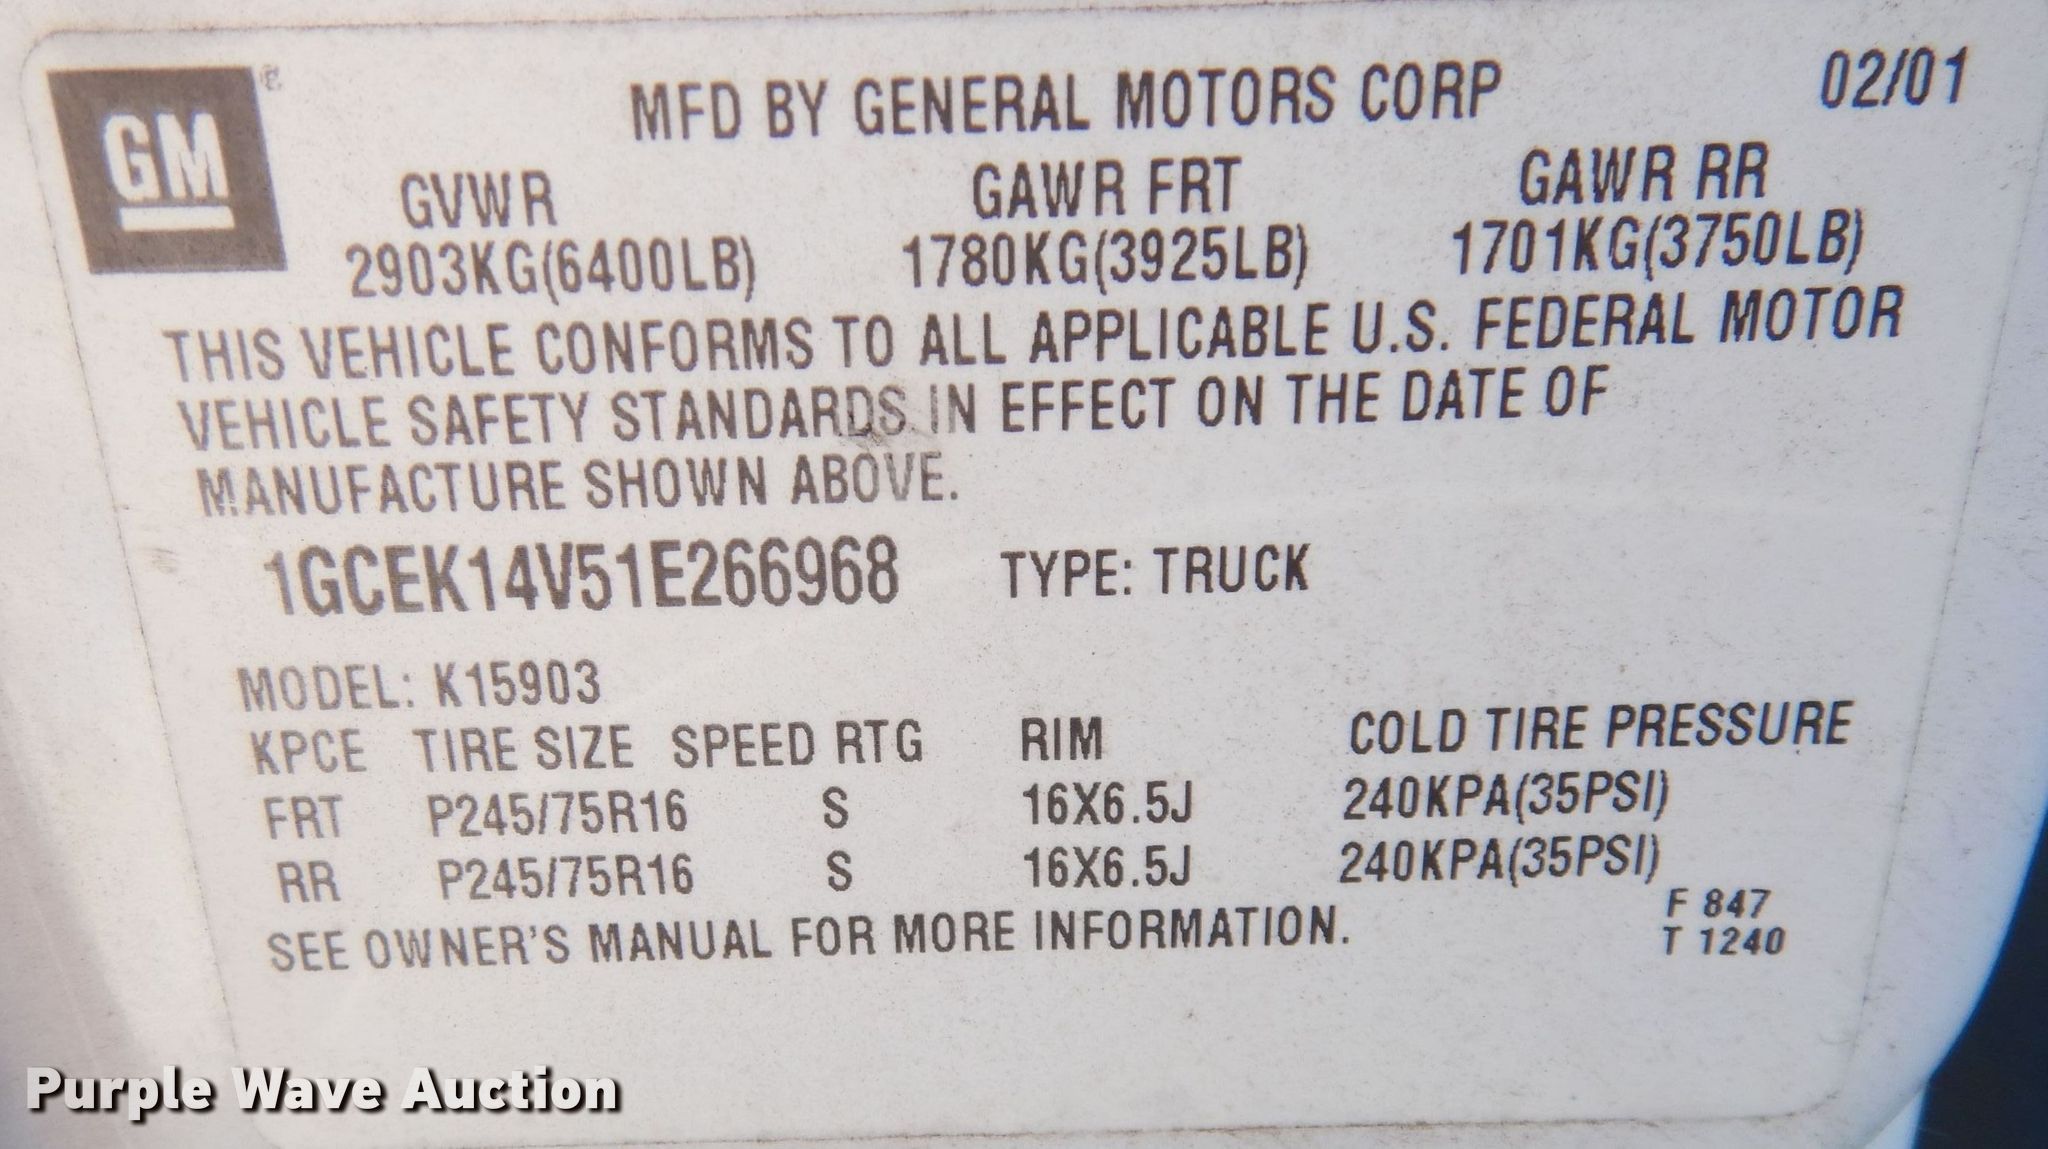 GM
MFD BY GENERAL MOTORS CORP 02/01
GVWR GAWR FRT GAWR RR
2903KG(6400LB) 1780KG(3925LB) 1701KG(3750LB)
THIS VEHICLE CONFORMS TO ALL APPLICABLE U.S. FEDERAL MOTOR
VEHICLE SAFETY STANDARDS IN EFFECT ON THE DATE OF
MANUFACTURE SHOWN ABOVE.
1GCEK14V51E266968 TYPE: TRUCK
MODEL: K15903
KPCE TIRE SIZE SPEED RTG RIM COLD TIRE PRESSURE
FRT P245/75R16 S 16X6.5J 240KPA(35PSI)
RR P245/75R16 S 16X6.5J 240KPA(35PSI)
SEE OWNER'S MANUAL FOR MORE INFORMATION.
F 847
T 1240
Purple Wave Auction